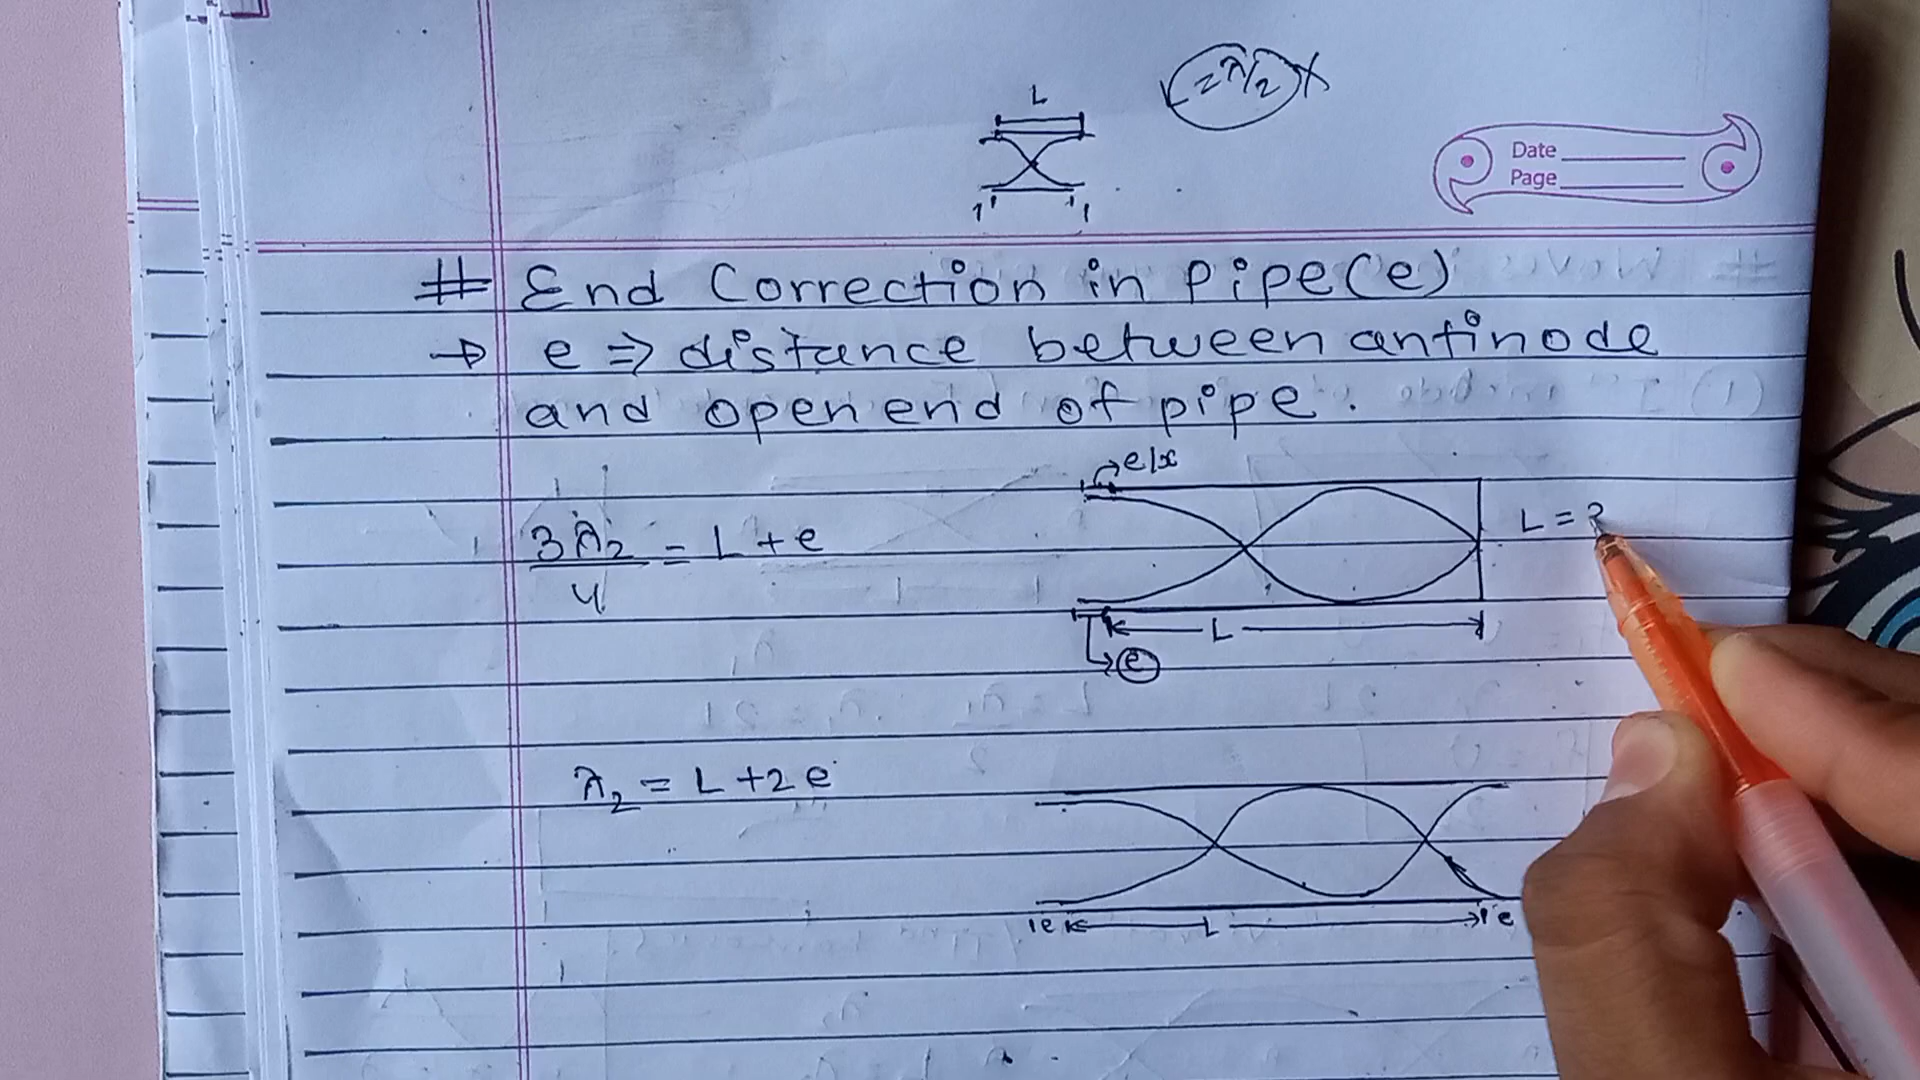 L = λ/2 X
L
Date
Page
# End Correction in Pipe(e)
→ e ⇒ distance between antinode
and open end of pipe.
e/x
3λ2/4 = L + e
L = 3
L
e
λ2 = L + 2e
e L e